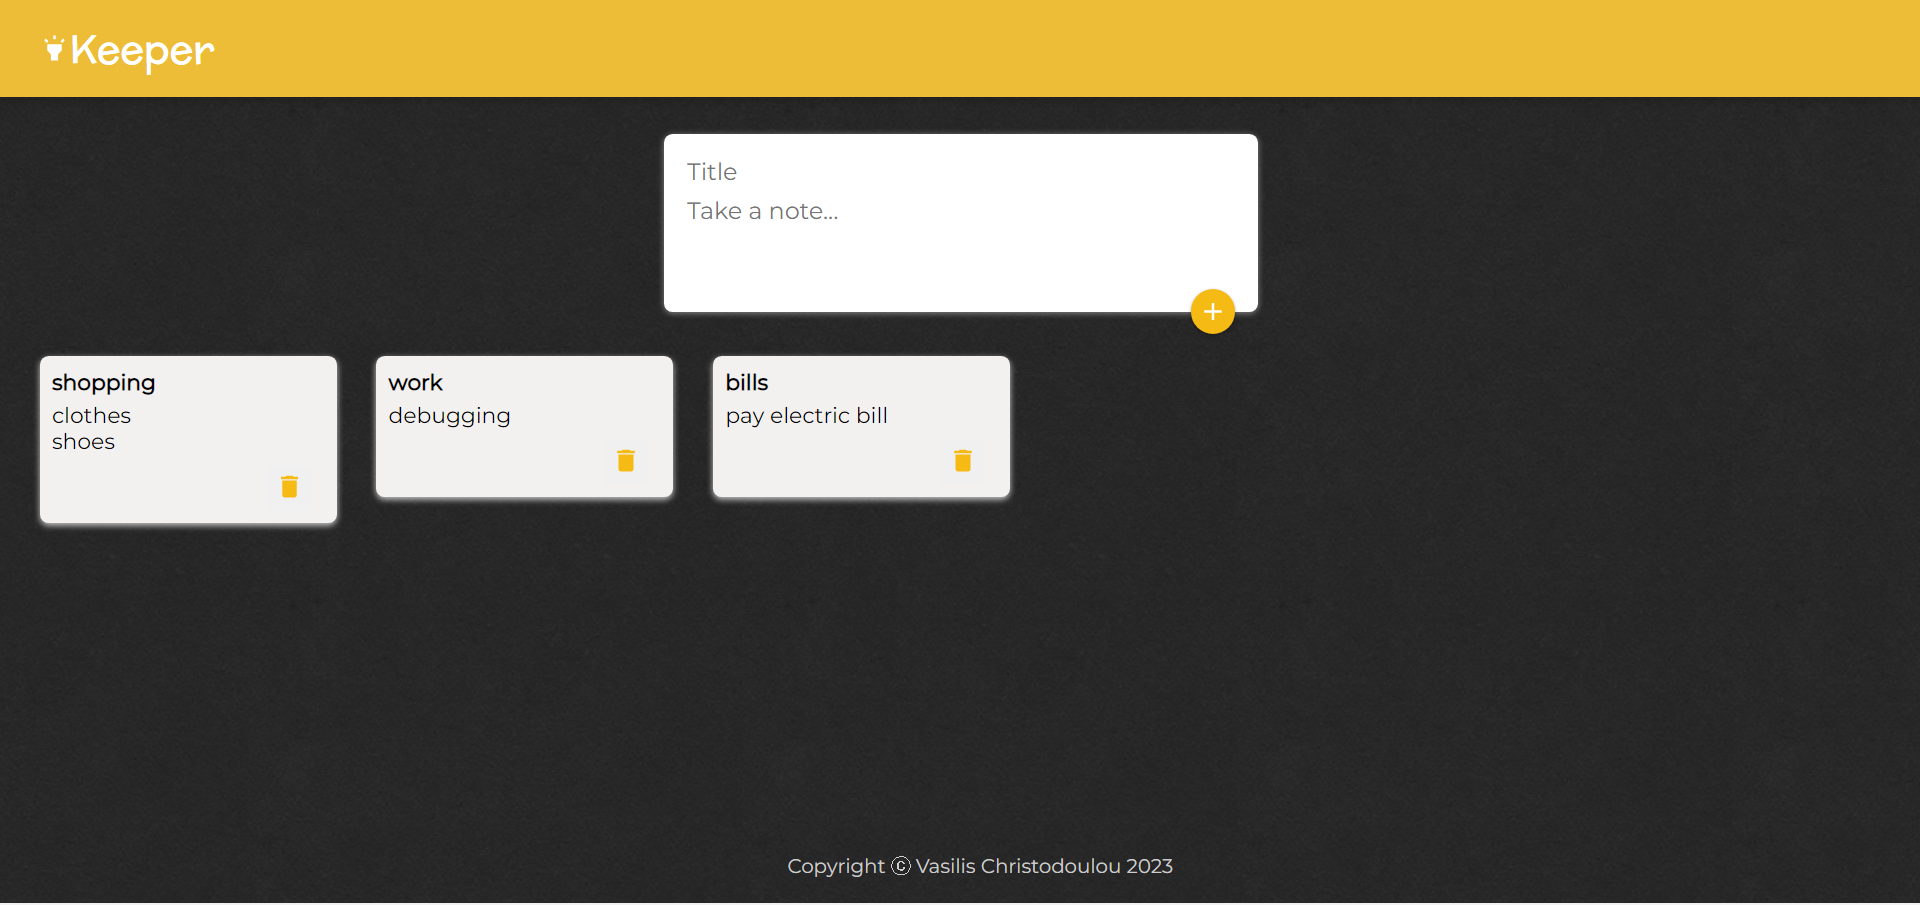 Keeper
Title
Take a note...
shopping
clothes
shoes
work
debugging
bills
pay electric bill
Copyright ⓒ Vasilis Christodoulou 2023